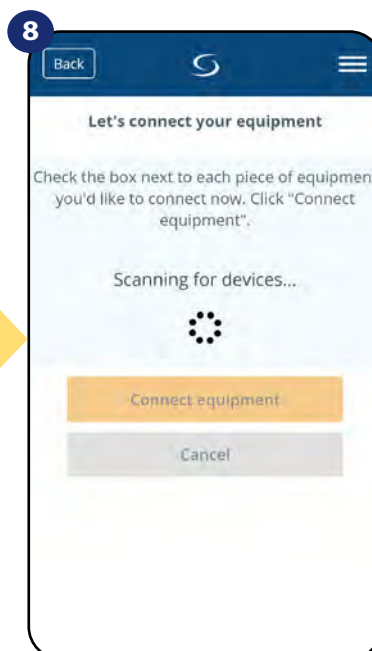 8
Back
Let's connect your equipment
Check the box next to each piece of equipmen
you'd like to connect now. Click "Connect
equipment".
Scanning for devices...
Connect equipment
Cancel